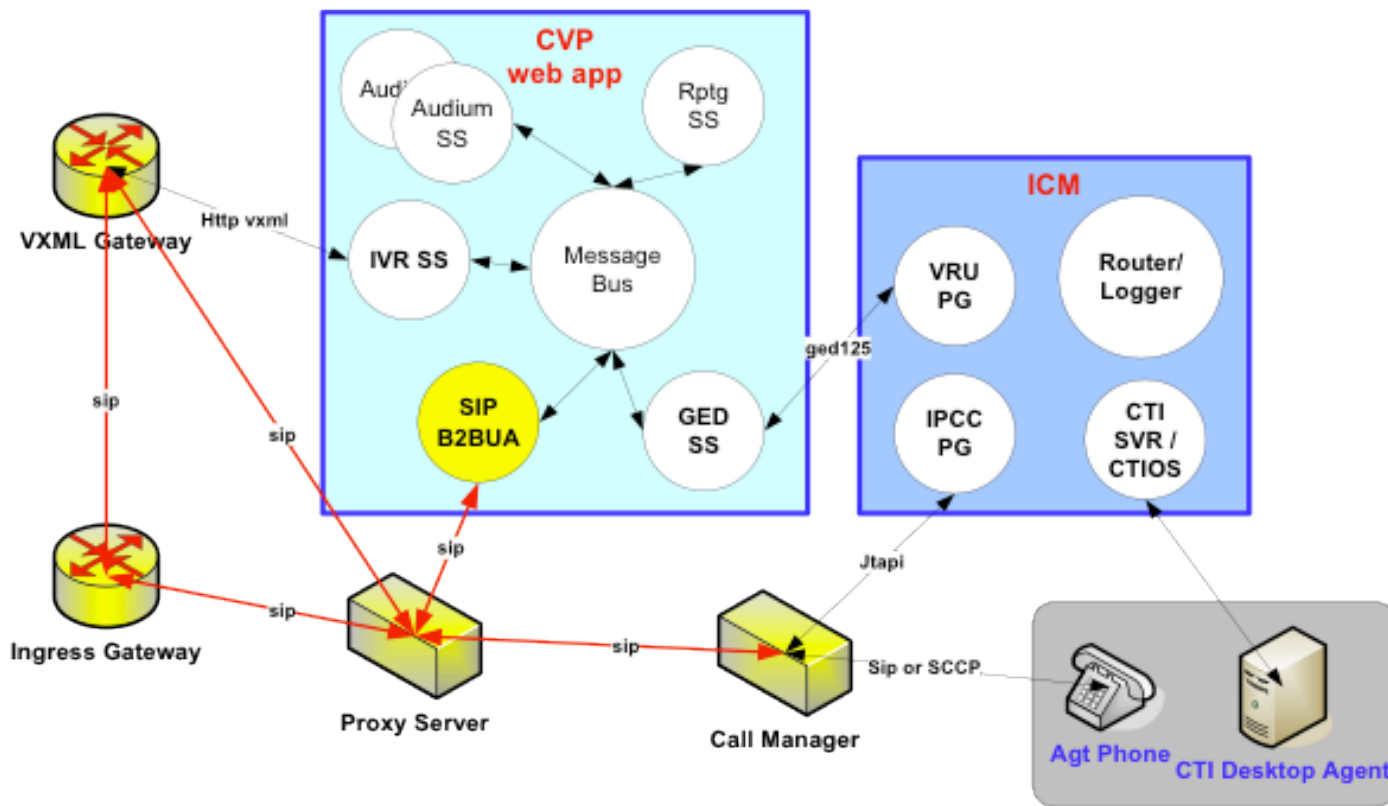 CVP
web app
Audi
Audium
SS
Rptg
SS
VXML Gateway
Http vxml
IVR SS
Message
Bus
SIP
B2BUA
GED
SS
ged125
ICM
VRU
PG
Router/
Logger
IPCC
PG
CTI
SVR /
CTIOS
sip
sip
sip
sip
sip
Jtapi
Sip or SCCP
Ingress Gateway
Proxy Server
Call Manager
Agt Phone
CTI Desktop Agent